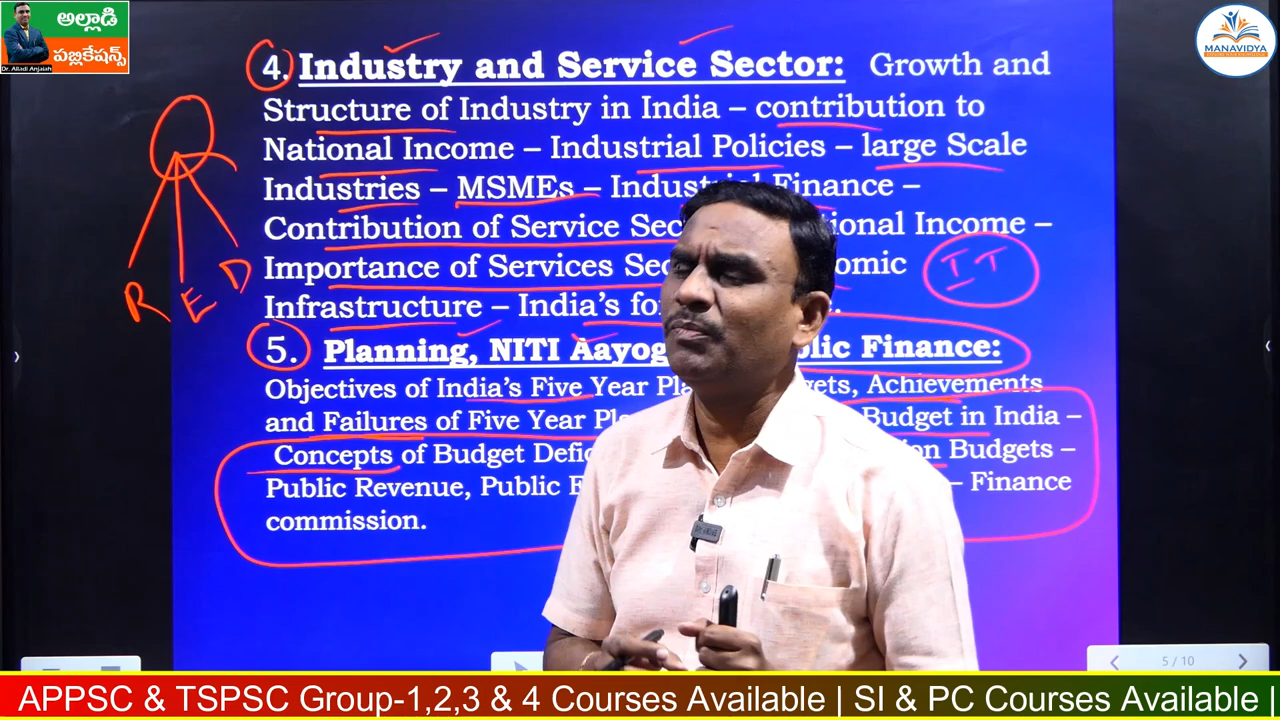 అల్లాడి
పబ్లికేషన్స్
Dr. Alladi Anjaiah
MANAVIDYA
4. Industry and Service Sector: Growth and
Structure of Industry in India – contribution to
National Income – Industrial Policies – large Scale
Industries – MSMEs – Industrial Finance –
Contribution of Service Sec tional Income –
Importance of Services Sec omic
Infrastructure – India's fo
I T
R E D
5. Planning, NITI Aayog blic Finance:
Objectives of India's Five Year Pla gets, Achievements
and Failures of Five Year Pl Budget in India –
Concepts of Budget Defic on Budgets –
Public Revenue, Public E – Finance
commission.
5 / 10
APPSC & TSPSC Group-1,2,3 & 4 Courses Available | SI & PC Courses Available |